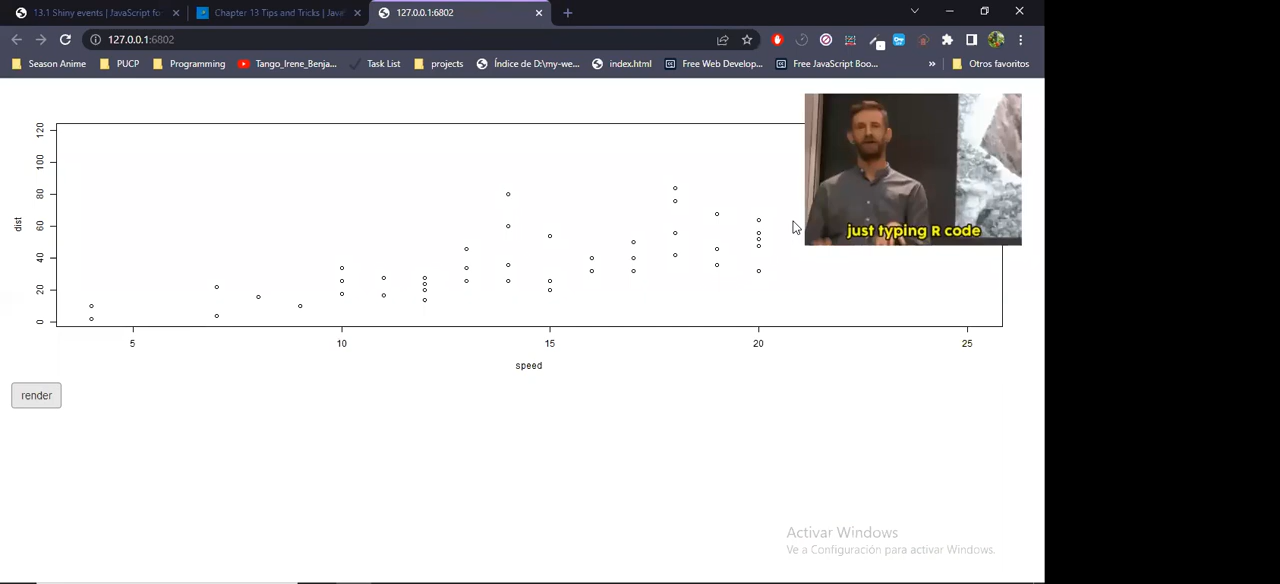 13.1 Shiny events | JavaScript fo
Chapter 13 Tips and Tricks | Java
127.0.0.1:6802
127.0.0.1:6802
Season Anime
PUCP
Programming
Tango_Irene_Benja...
Task List
projects
Índice de D:\my-we...
index.html
Free Web Develop...
Free JavaScript Boo...
»
Otros favoritos
120
100
80
60
40
20
0
dist
5
10
15
20
25
speed
just typing R code
render
Activar Windows
Ve a Configuración para activar Windows.